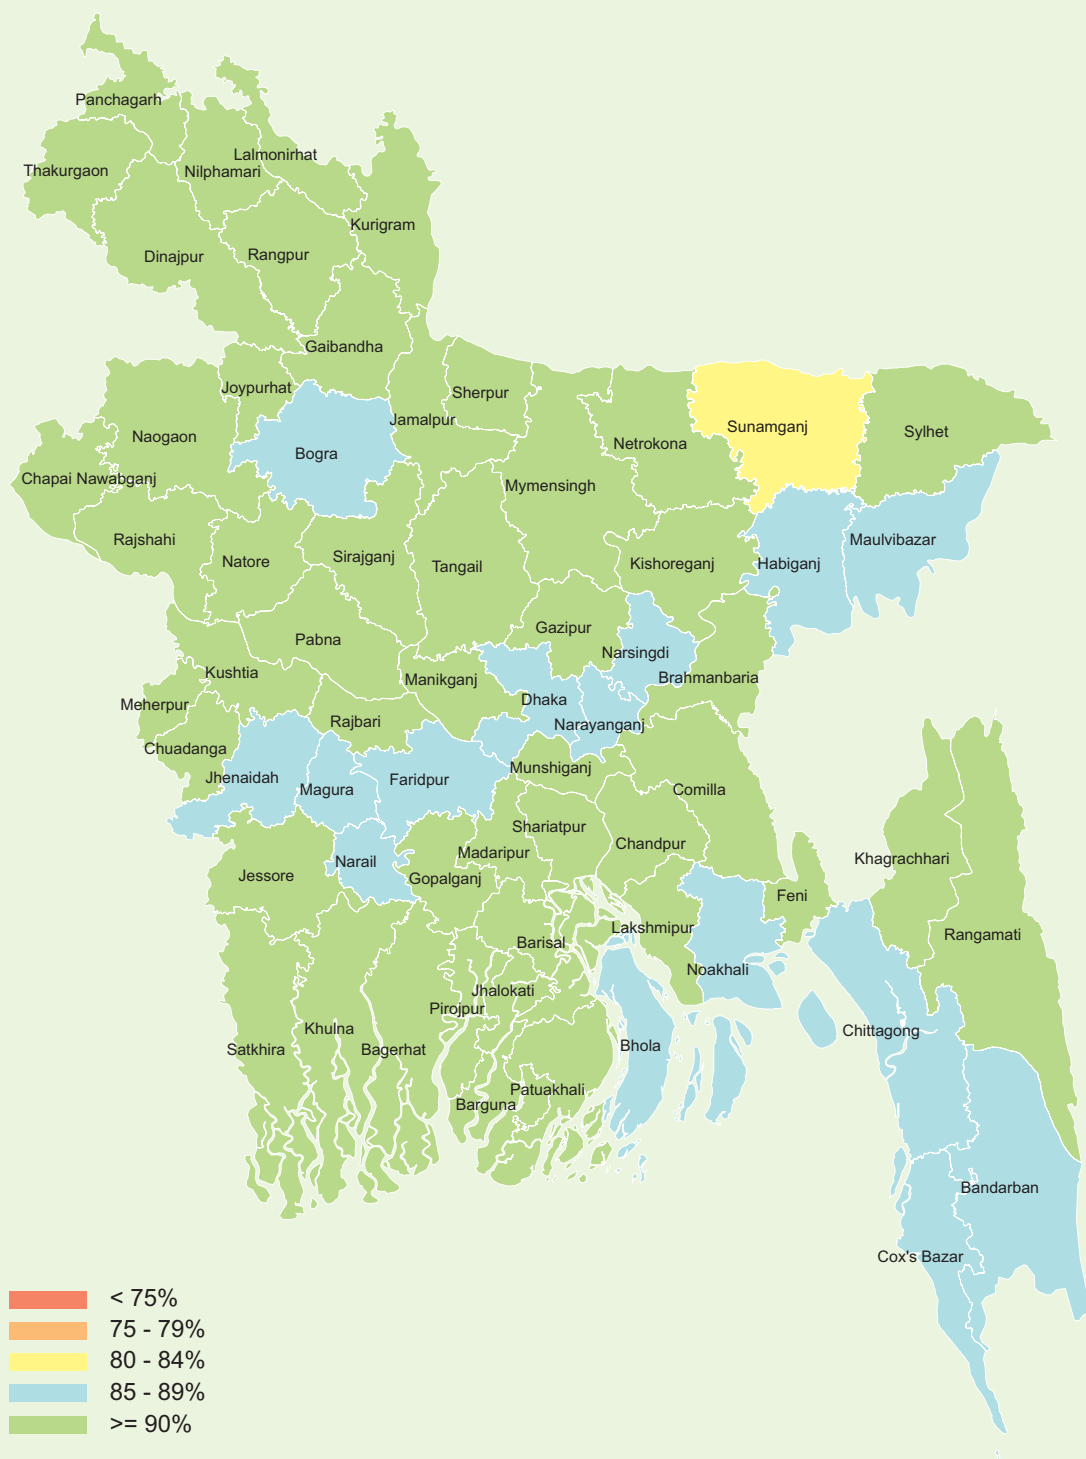 Panchagarh
Lalmonirhat
Thakurgaon
Nilphamari
Kurigram
Dinajpur
Rangpur
Gaibandha
Joypurhat
Sherpur
Jamalpur
Sunamganj
Sylhet
Naogaon
Netrokona
Bogra
Chapai Nawabganj
Mymensingh
Rajshahi
Maulvibazar
Sirajganj
Natore
Tangail
Kishoreganj
Habiganj
Gazipur
Pabna
Narsingdi
Kushtia
Manikganj
Brahmanbaria
Dhaka
Meherpur
Rajbari
Narayanganj
Chuadanga
Munshiganj
Jhenaidah
Magura
Faridpur
Comilla
Shariatpur
Chandpur
Madaripur
Khagrachhari
Narail
Jessore
Gopalganj
Feni
Lakshmipur
Rangamati
Barisal
Noakhali
Jhalokati
Pirojpur
Khulna
Chittagong
Satkhira
Bagerhat
Bhola
Patuakhali
Barguna
Bandarban
Cox's Bazar
< 75%
75 - 79%
80 - 84%
85 - 89%
>= 90%